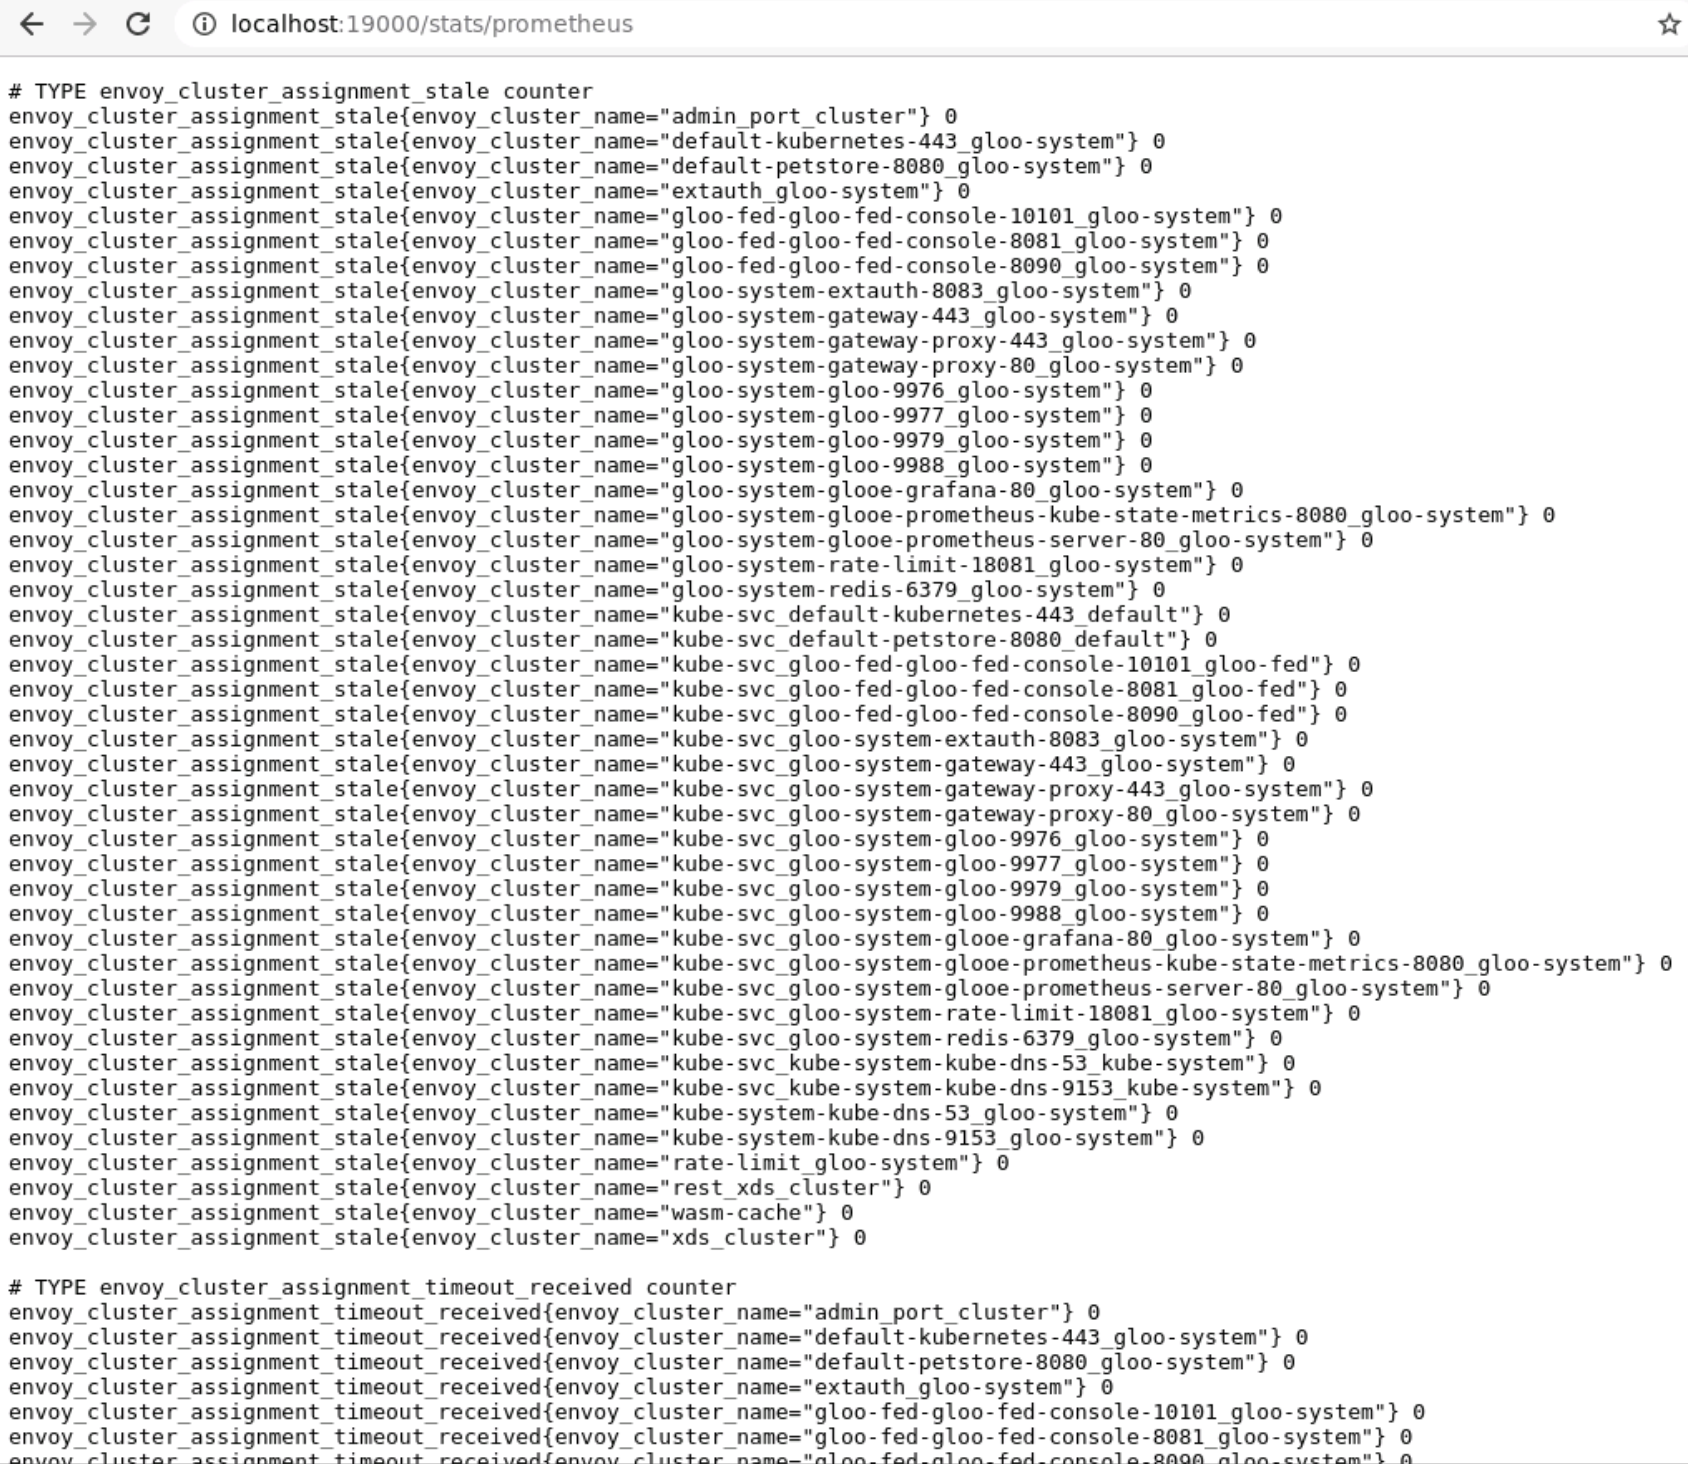 localhost:19000/stats/prometheus
# TYPE envoy_cluster_assignment_stale counter
envoy_cluster_assignment_stale{envoy_cluster_name="admin_port_cluster"} 0
envoy_cluster_assignment_stale{envoy_cluster_name="default-kubernetes-443_gloo-system"} 0
envoy_cluster_assignment_stale{envoy_cluster_name="default-petstore-8080_gloo-system"} 0
envoy_cluster_assignment_stale{envoy_cluster_name="extauth_gloo-system"} 0
envoy_cluster_assignment_stale{envoy_cluster_name="gloo-fed-gloo-fed-console-10101_gloo-system"} 0
envoy_cluster_assignment_stale{envoy_cluster_name="gloo-fed-gloo-fed-console-8081_gloo-system"} 0
envoy_cluster_assignment_stale{envoy_cluster_name="gloo-fed-gloo-fed-console-8090_gloo-system"} 0
envoy_cluster_assignment_stale{envoy_cluster_name="gloo-system-extauth-8083_gloo-system"} 0
envoy_cluster_assignment_stale{envoy_cluster_name="gloo-system-gateway-443_gloo-system"} 0
envoy_cluster_assignment_stale{envoy_cluster_name="gloo-system-gateway-proxy-443_gloo-system"} 0
envoy_cluster_assignment_stale{envoy_cluster_name="gloo-system-gateway-proxy-80_gloo-system"} 0
envoy_cluster_assignment_stale{envoy_cluster_name="gloo-system-gloo-9976_gloo-system"} 0
envoy_cluster_assignment_stale{envoy_cluster_name="gloo-system-gloo-9977_gloo-system"} 0
envoy_cluster_assignment_stale{envoy_cluster_name="gloo-system-gloo-9979_gloo-system"} 0
envoy_cluster_assignment_stale{envoy_cluster_name="gloo-system-gloo-9988_gloo-system"} 0
envoy_cluster_assignment_stale{envoy_cluster_name="gloo-system-glooe-grafana-80_gloo-system"} 0
envoy_cluster_assignment_stale{envoy_cluster_name="gloo-system-glooe-prometheus-kube-state-metrics-8080_gloo-system"} 0
envoy_cluster_assignment_stale{envoy_cluster_name="gloo-system-glooe-prometheus-server-80_gloo-system"} 0
envoy_cluster_assignment_stale{envoy_cluster_name="gloo-system-rate-limit-18081_gloo-system"} 0
envoy_cluster_assignment_stale{envoy_cluster_name="gloo-system-redis-6379_gloo-system"} 0
envoy_cluster_assignment_stale{envoy_cluster_name="kube-svc_default-kubernetes-443_default"} 0
envoy_cluster_assignment_stale{envoy_cluster_name="kube-svc_default-petstore-8080_default"} 0
envoy_cluster_assignment_stale{envoy_cluster_name="kube-svc_gloo-fed-gloo-fed-console-10101_gloo-fed"} 0
envoy_cluster_assignment_stale{envoy_cluster_name="kube-svc_gloo-fed-gloo-fed-console-8081_gloo-fed"} 0
envoy_cluster_assignment_stale{envoy_cluster_name="kube-svc_gloo-fed-gloo-fed-console-8090_gloo-fed"} 0
envoy_cluster_assignment_stale{envoy_cluster_name="kube-svc_gloo-system-extauth-8083_gloo-system"} 0
envoy_cluster_assignment_stale{envoy_cluster_name="kube-svc_gloo-system-gateway-443_gloo-system"} 0
envoy_cluster_assignment_stale{envoy_cluster_name="kube-svc_gloo-system-gateway-proxy-443_gloo-system"} 0
envoy_cluster_assignment_stale{envoy_cluster_name="kube-svc_gloo-system-gateway-proxy-80_gloo-system"} 0
envoy_cluster_assignment_stale{envoy_cluster_name="kube-svc_gloo-system-gloo-9976_gloo-system"} 0
envoy_cluster_assignment_stale{envoy_cluster_name="kube-svc_gloo-system-gloo-9977_gloo-system"} 0
envoy_cluster_assignment_stale{envoy_cluster_name="kube-svc_gloo-system-gloo-9979_gloo-system"} 0
envoy_cluster_assignment_stale{envoy_cluster_name="kube-svc_gloo-system-gloo-9988_gloo-system"} 0
envoy_cluster_assignment_stale{envoy_cluster_name="kube-svc_gloo-system-glooe-grafana-80_gloo-system"} 0
envoy_cluster_assignment_stale{envoy_cluster_name="kube-svc_gloo-system-glooe-prometheus-kube-state-metrics-8080_gloo-system"} 0
envoy_cluster_assignment_stale{envoy_cluster_name="kube-svc_gloo-system-glooe-prometheus-server-80_gloo-system"} 0
envoy_cluster_assignment_stale{envoy_cluster_name="kube-svc_gloo-system-rate-limit-18081_gloo-system"} 0
envoy_cluster_assignment_stale{envoy_cluster_name="kube-svc_gloo-system-redis-6379_gloo-system"} 0
envoy_cluster_assignment_stale{envoy_cluster_name="kube-svc_kube-system-kube-dns-53_kube-system"} 0
envoy_cluster_assignment_stale{envoy_cluster_name="kube-svc_kube-system-kube-dns-9153_kube-system"} 0
envoy_cluster_assignment_stale{envoy_cluster_name="kube-system-kube-dns-53_gloo-system"} 0
envoy_cluster_assignment_stale{envoy_cluster_name="kube-system-kube-dns-9153_gloo-system"} 0
envoy_cluster_assignment_stale{envoy_cluster_name="rate-limit_gloo-system"} 0
envoy_cluster_assignment_stale{envoy_cluster_name="rest_xds_cluster"} 0
envoy_cluster_assignment_stale{envoy_cluster_name="wasm-cache"} 0
envoy_cluster_assignment_stale{envoy_cluster_name="xds_cluster"} 0
# TYPE envoy_cluster_assignment_timeout_received counter
envoy_cluster_assignment_timeout_received{envoy_cluster_name="admin_port_cluster"} 0
envoy_cluster_assignment_timeout_received{envoy_cluster_name="default-kubernetes-443_gloo-system"} 0
envoy_cluster_assignment_timeout_received{envoy_cluster_name="default-petstore-8080_gloo-system"} 0
envoy_cluster_assignment_timeout_received{envoy_cluster_name="extauth_gloo-system"} 0
envoy_cluster_assignment_timeout_received{envoy_cluster_name="gloo-fed-gloo-fed-console-10101_gloo-system"} 0
envoy_cluster_assignment_timeout_received{envoy_cluster_name="gloo-fed-gloo-fed-console-8081_gloo-system"} 0
envoy_cluster_assignment_timeout_received{envoy_cluster_name="gloo-fed-gloo-fed-console-8090_gloo-system"} 0